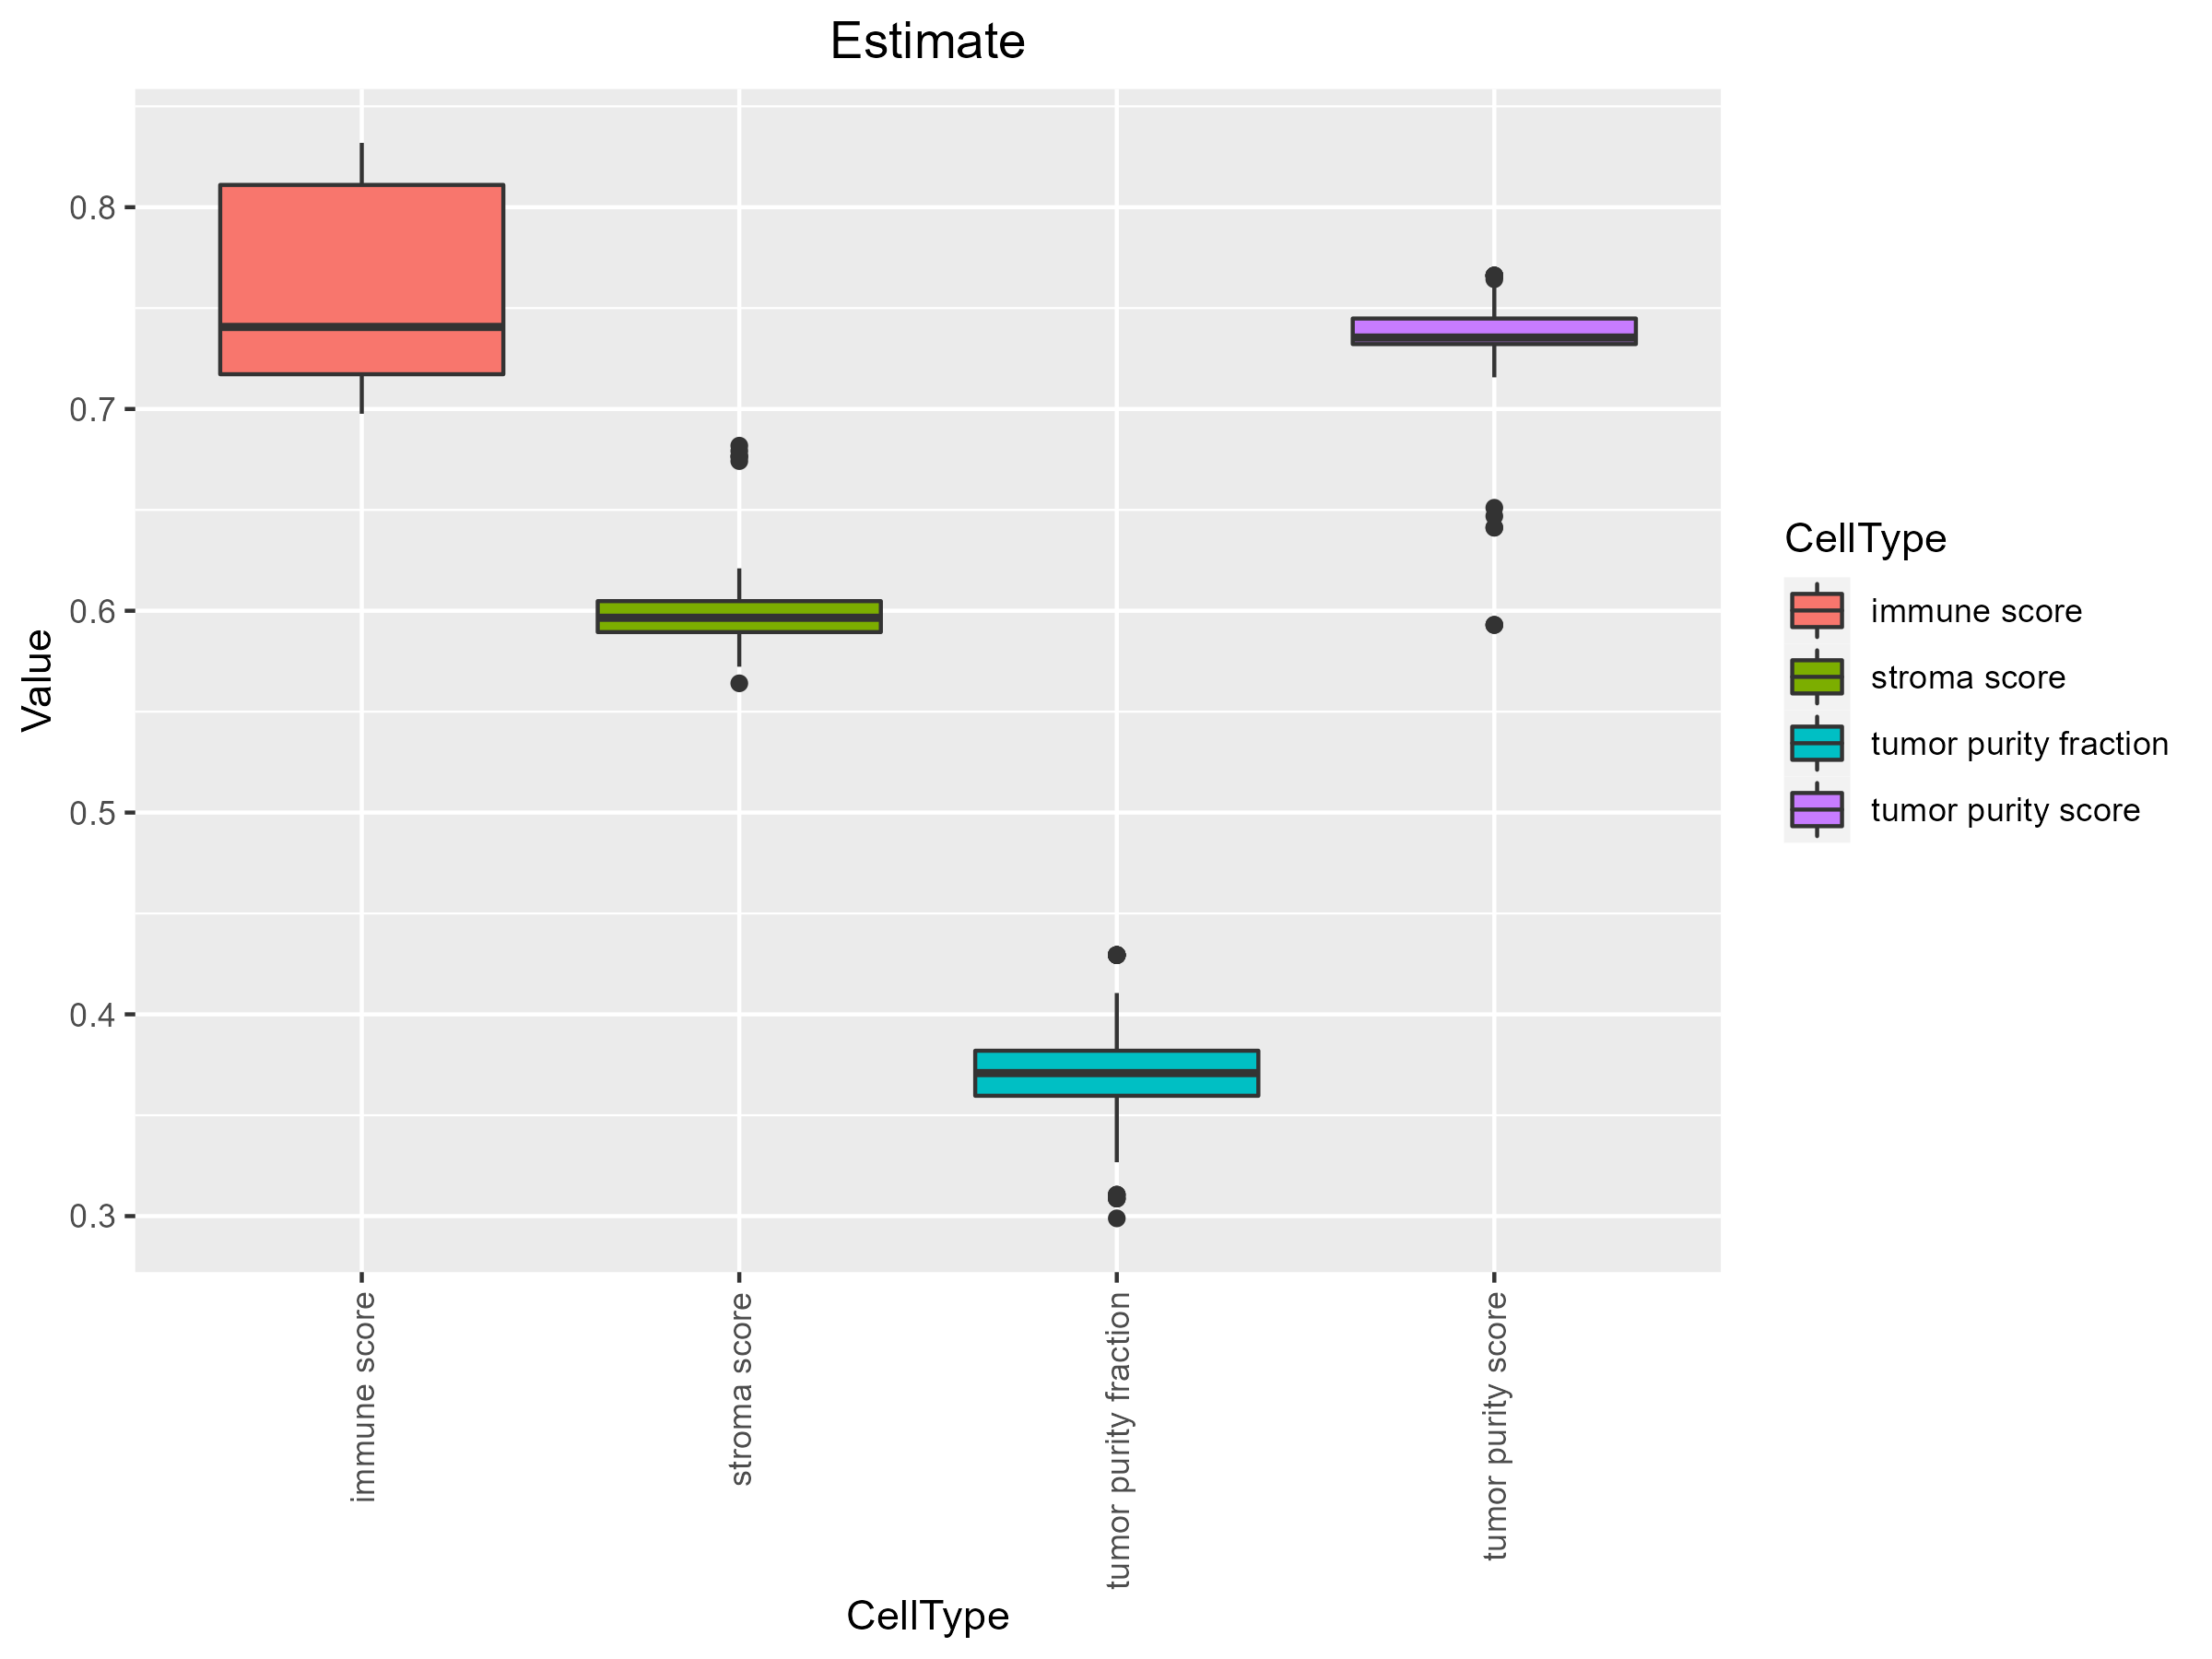 Estimate
Value
0.8
0.7
0.6
0.5
0.4
0.3
immune score
stroma score
tumor purity fraction
tumor purity score
CellType
CellType
immune score
stroma score
tumor purity fraction
tumor purity score